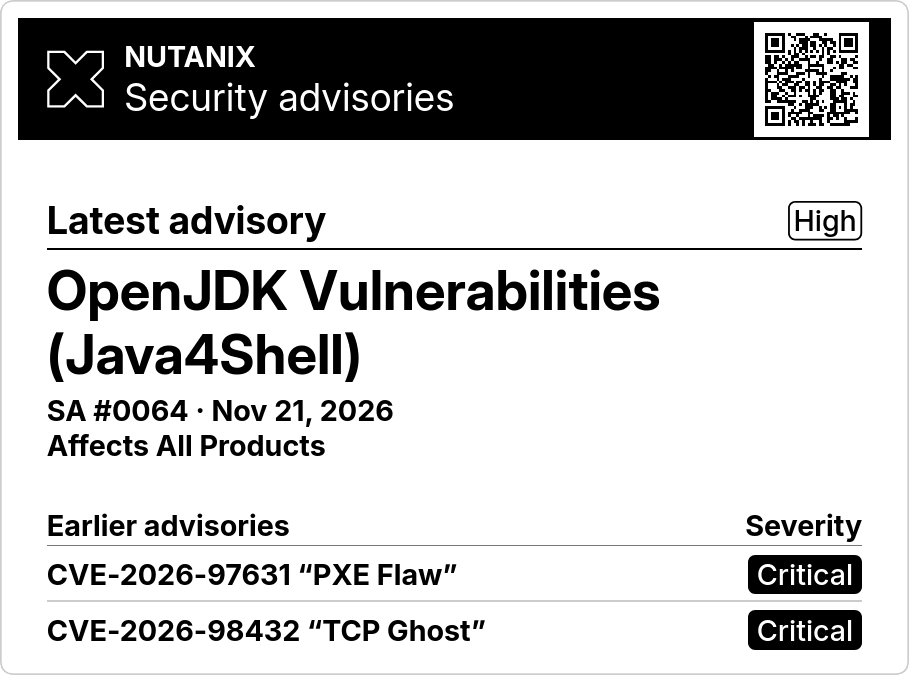 NUTANIX
Security advisories
Latest advisory
High
OpenJDK Vulnerabilities
(Java4Shell)
SA #0064 · Nov 21, 2026
Affects All Products
Earlier advisories Severity
CVE-2026-97631 “PXE Flaw” Critical
CVE-2026-98432 “TCP Ghost” Critical